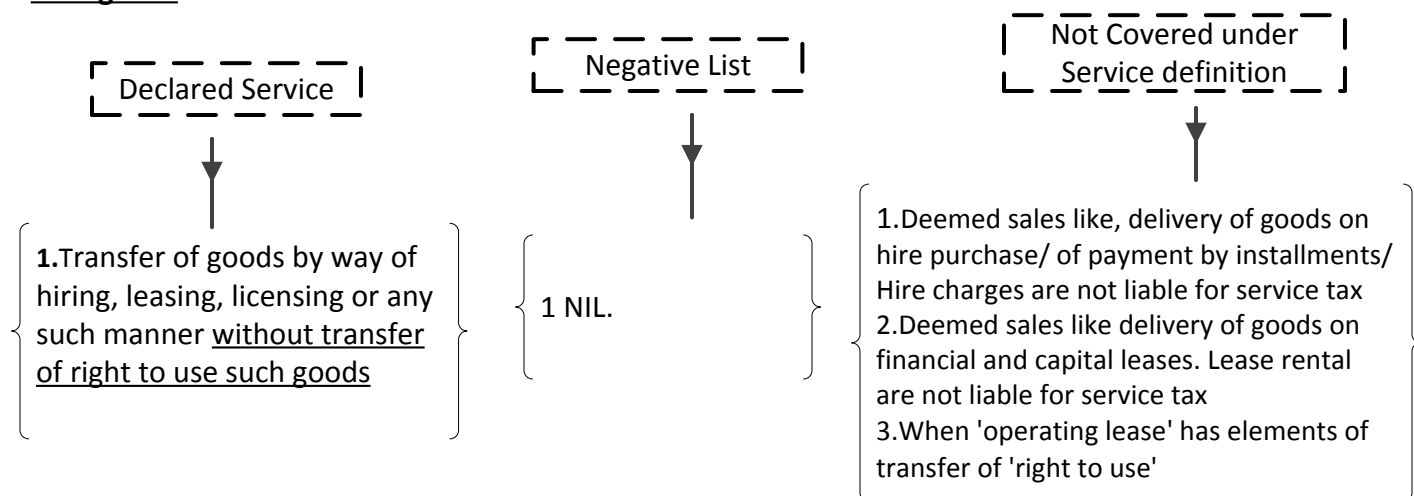 Declared Service
1.Transfer of goods by way of
hiring, leasing, licensing or any
such manner without transfer
of right to use such goods
Negative List
1 NIL.
Not Covered under
Service definition
1.Deemed sales like, delivery of goods on
hire purchase/ of payment by installments/
Hire charges are not liable for service tax
2.Deemed sales like delivery of goods on
financial and capital leases. Lease rental
are not liable for service tax
3.When 'operating lease' has elements of
transfer of 'right to use'